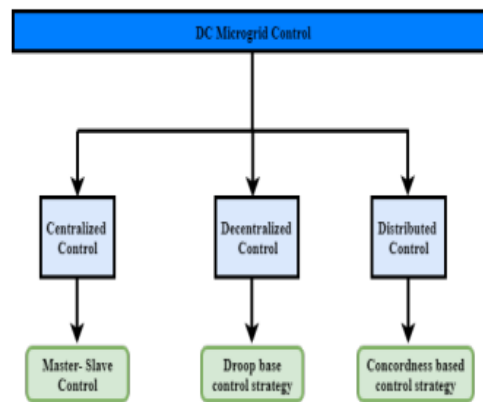 DC Microgrid Control
Centralized
Control
Decentralized
Control
Distributed
Control
Master- Slave
Control
Droop base
control strategy
Concordness based
control strategy